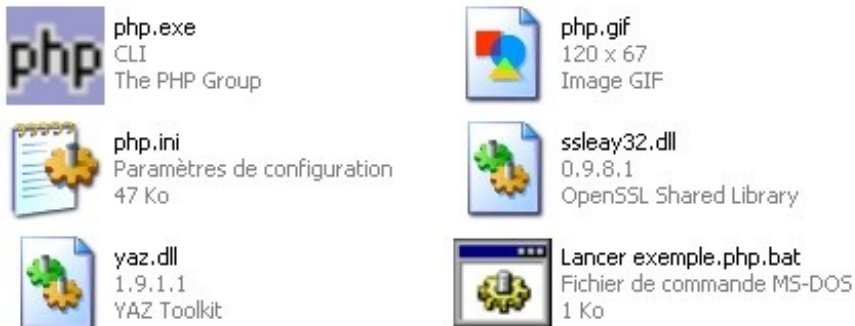 php
php.exe
CLI
The PHP Group
php.gif
120 x 67
Image GIF
php.ini
Paramètres de configuration
47 Ko
ssleay32.dll
0.9.8.1
OpenSSL Shared Library
yaz.dll
1.9.1.1
YAZ Toolkit
Lancer exemple.php.bat
Fichier de commande MS-DOS
1 Ko